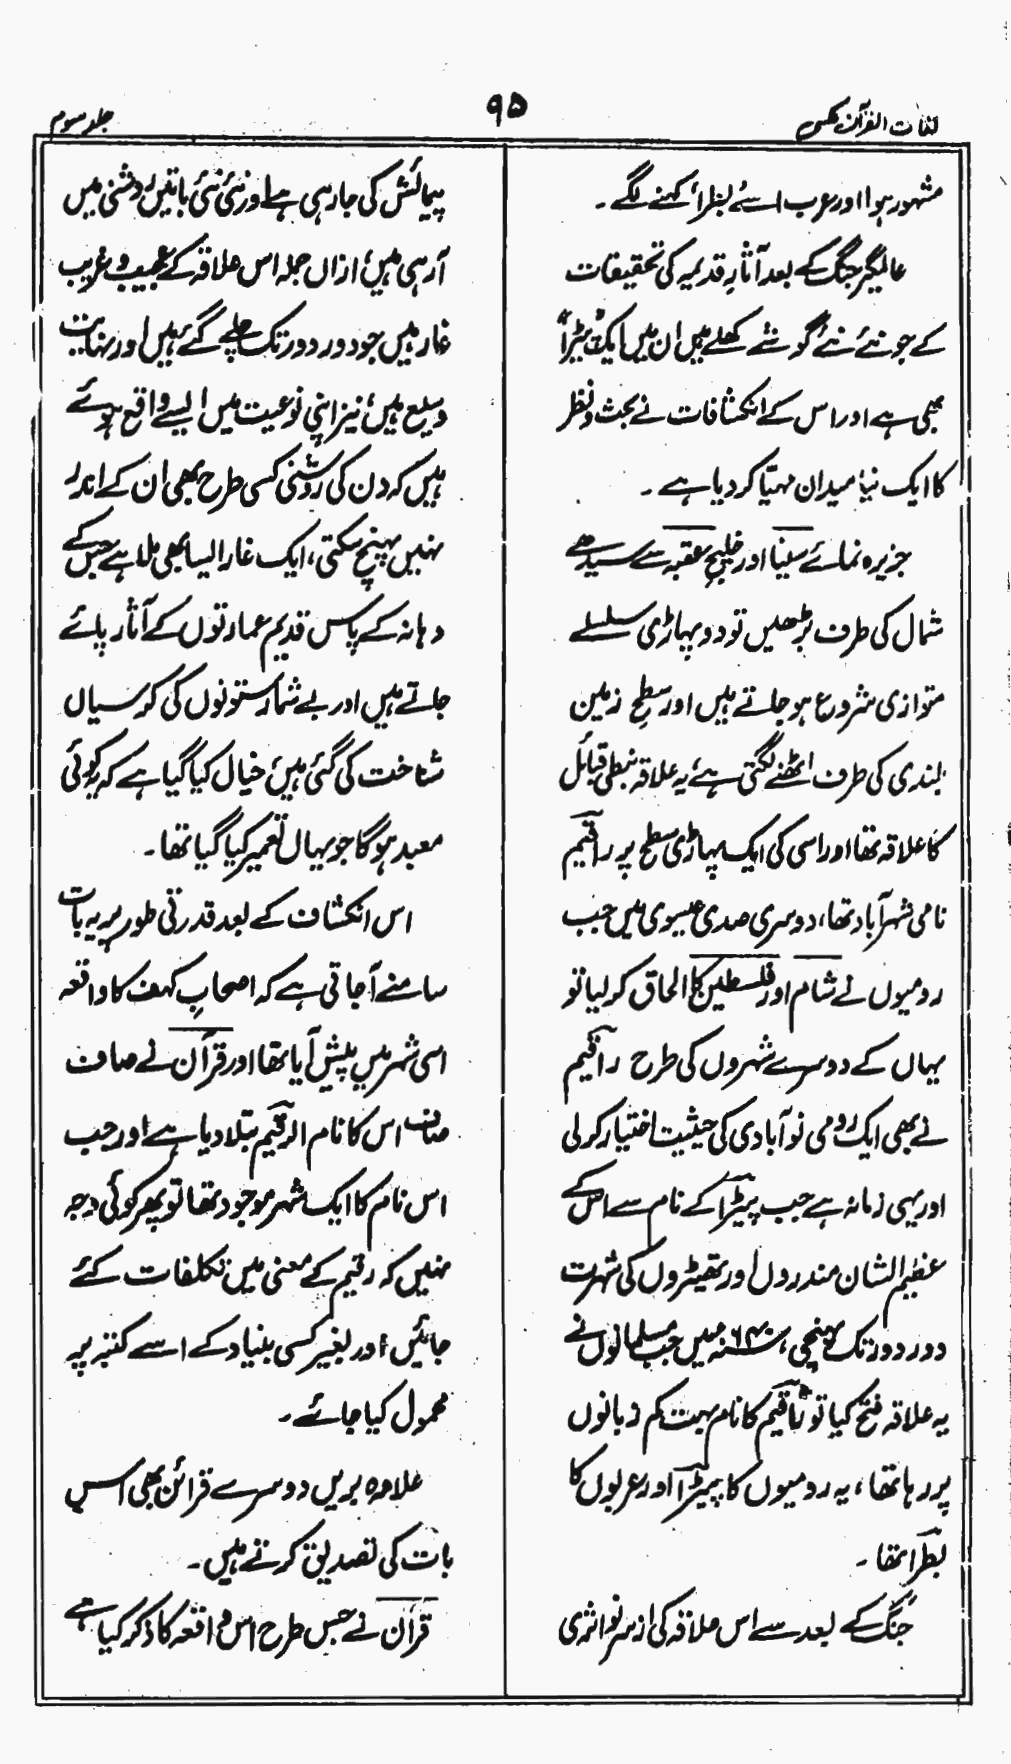 لغات القرآن عکسی
۹۵
جلد سوم
مشہور ہوا اور عرب اسے بطرا، کہنے لگے ۔
عالمگیر جنگ کے بعد آثارِ قدیمہ کی تحقیقات
کے جو نئے نئے گوشے کھلے ہیں ان میں ایک "پیڑا"
بھی ہے اور اس کے انکشافات نے بحث و نظر
کا ایک نیا میدان مہیّا کر دیا ہے ۔
جزیرہ نمائے سینا اور خلیجِ عقبہ سے سیدھے
شمال کی طرف بڑھیں تو دو پہاڑی سلسلے
متوازی شروع ہو جاتے ہیں اور سطحِ زمین
بلندی کی طرف اٹھنے لگتی ہے، یہ علاقہ نبطی قبائل
کا علاقہ تھا اور اسی کی ایک پہاڑی سطح پر راقیم
نامی شہر آباد تھا، دوسری صدی عیسوی میں جب
رومیوں نے شام اور فلسطین کا الحاق کر لیا تو
یہاں کے دوسرے شہروں کی طرح راقیم
نے بھی ایک رومی نو آبادی کی حیثیت اختیار کر لی
اور یہی زمانہ ہے جب پیٹرا کے نام سے اس کے
عظیم الشان مندروں اور تھیٹروں کی شہرت
دور دور تک پہنچی، ۶۴۰ء میں جب مسلمانوں نے
یہ علاقہ فتح کیا تو راقیم کا نام بہت کم زبانوں
پر رہا تھا، یہ رومیوں کا پیٹرا اور عربوں کا
بطرا تھا ۔
جنگ کے بعد سے اس علاقہ کی از سرِ نو اثری
پیمائش کی جا رہی ہے اور نئی نئی باتیں روشنی میں
آ رہی ہیں، ازاں جملہ اس علاقہ کے عجیب و غریب
غار ہیں جو دور دور تک چلے گئے ہیں اور نہایت
وسیع ہیں، نیز اپنی نوعیت میں ایسے واقع ہوئے
ہیں کہ دن کی روشنی کسی طرح بھی ان کے اندر
نہیں پہنچ سکتی، ایک غار ایسا بھی ملا ہے جس کے
دہانہ کے پاس قدیم عمارتوں کے آثار پائے
جاتے ہیں اور بے شمار ستونوں کی کرسیاں
شناخت کی گئی ہیں، خیال کیا گیا ہے کہ یہ کوئی
معبد ہوگا جو یہاں تعمیر کیا گیا تھا ۔
اس انکشاف کے بعد قدرتی طور پر یہ بات
سامنے آ جاتی ہے کہ اصحابِ کہف کا واقعہ
اسی شہر میں پیش آیا تھا اور قرآن نے صاف
صاف اس کا نام الرقیم بتلا دیا ہے اور جب
اس نام کا ایک شہر موجود تھا تو پھر کوئی وجہ
نہیں کہ رقیم کے معنی میں تکلفات کئے
جائیں، اور بغیر کسی بنیاد کے اسے کتبہ پر
محمول کیا جائے ۔
علاوہ بریں دوسرے قرائن بھی اس
بات کی تصدیق کرتے ہیں ۔
قرآن نے جس طرح اس واقعہ کا ذکر کیا ہے